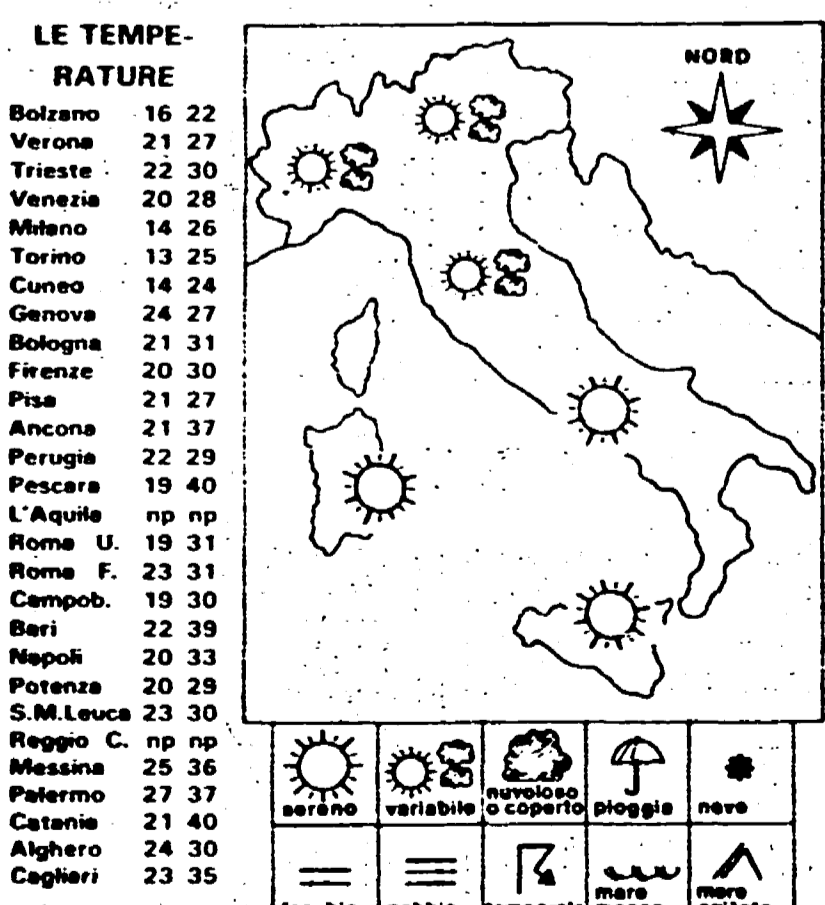 LE TEMPE-
RATURE
Bolzano 16 22
Verona 21 27
Trieste 22 30
Venezia 20 28
Milano 14 26
Torino 13 25
Cuneo 14 24
Genova 24 27
Bologna 21 31
Firenze 20 30
Pisa 21 27
Ancona 21 37
Perugia 22 29
Pescara 19 40
L'Aquila np np
Roma U. 19 31
Roma F. 23 31
Campob. 19 30
Bari 22 39
Napoli 20 33
Potenza 20 29
S.M.Leuca 23 30
Reggio C. np np
Messina 25 36
Palermo 27 37
Catania 21 40
Alghero 24 30
Cagliari 23 35
NORD
sereno
variabile
nuvoloso
o coperto
pioggia
neve
mare
mare